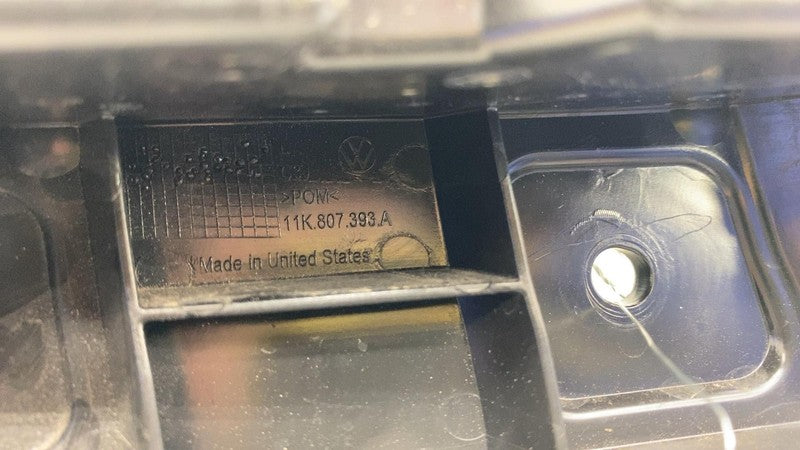 >POM<
11K.807.393.A
Made in United States